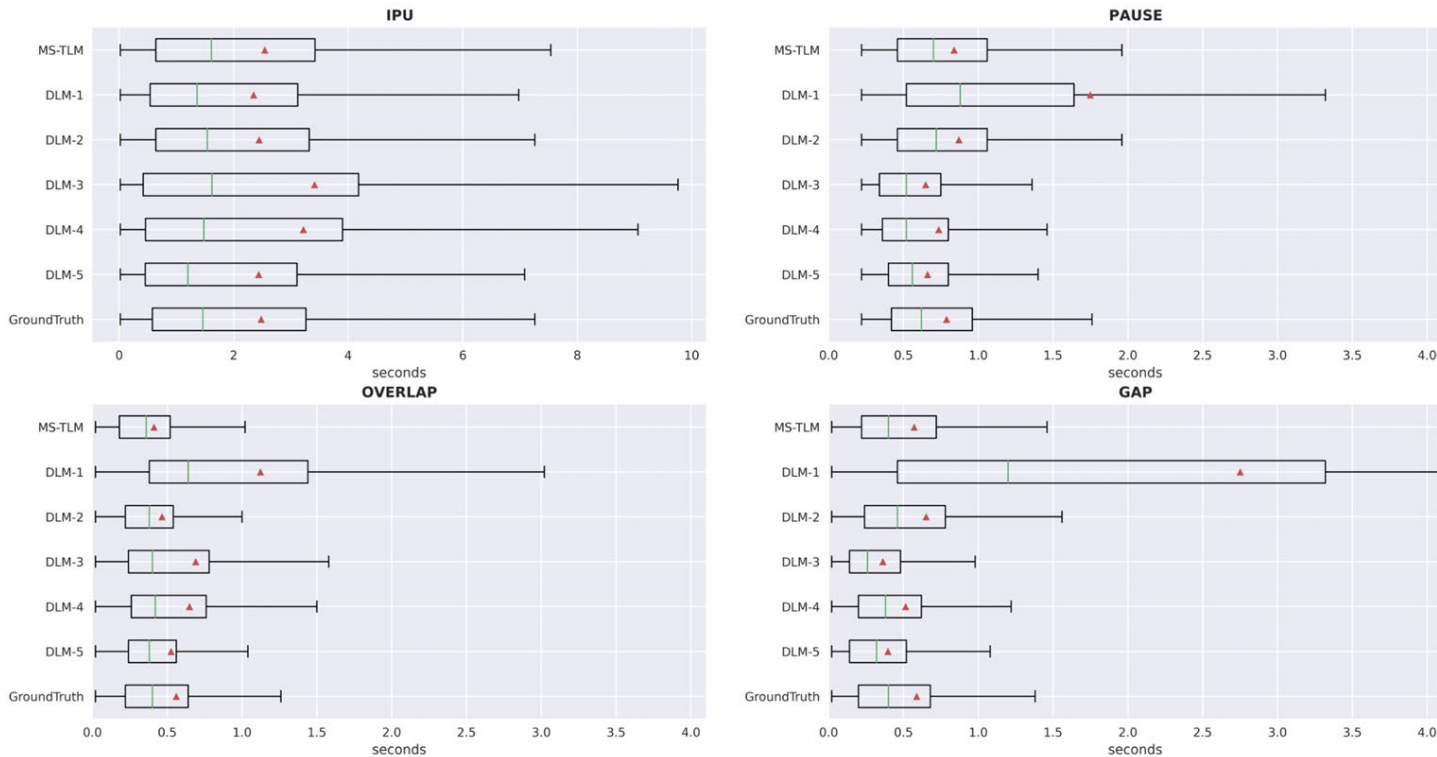 IPU
MS-TLM
DLM-1
DLM-2
DLM-3
DLM-4
DLM-5
GroundTruth
0 2 4 6 8 10
seconds
PAUSE
MS-TLM
DLM-1
DLM-2
DLM-3
DLM-4
DLM-5
GroundTruth
0.0 0.5 1.0 1.5 2.0 2.5 3.0 3.5 4.0
seconds
OVERLAP
MS-TLM
DLM-1
DLM-2
DLM-3
DLM-4
DLM-5
GroundTruth
0.0 0.5 1.0 1.5 2.0 2.5 3.0 3.5 4.0
seconds
GAP
MS-TLM
DLM-1
DLM-2
DLM-3
DLM-4
DLM-5
GroundTruth
0.0 0.5 1.0 1.5 2.0 2.5 3.0 3.5 4.0
seconds